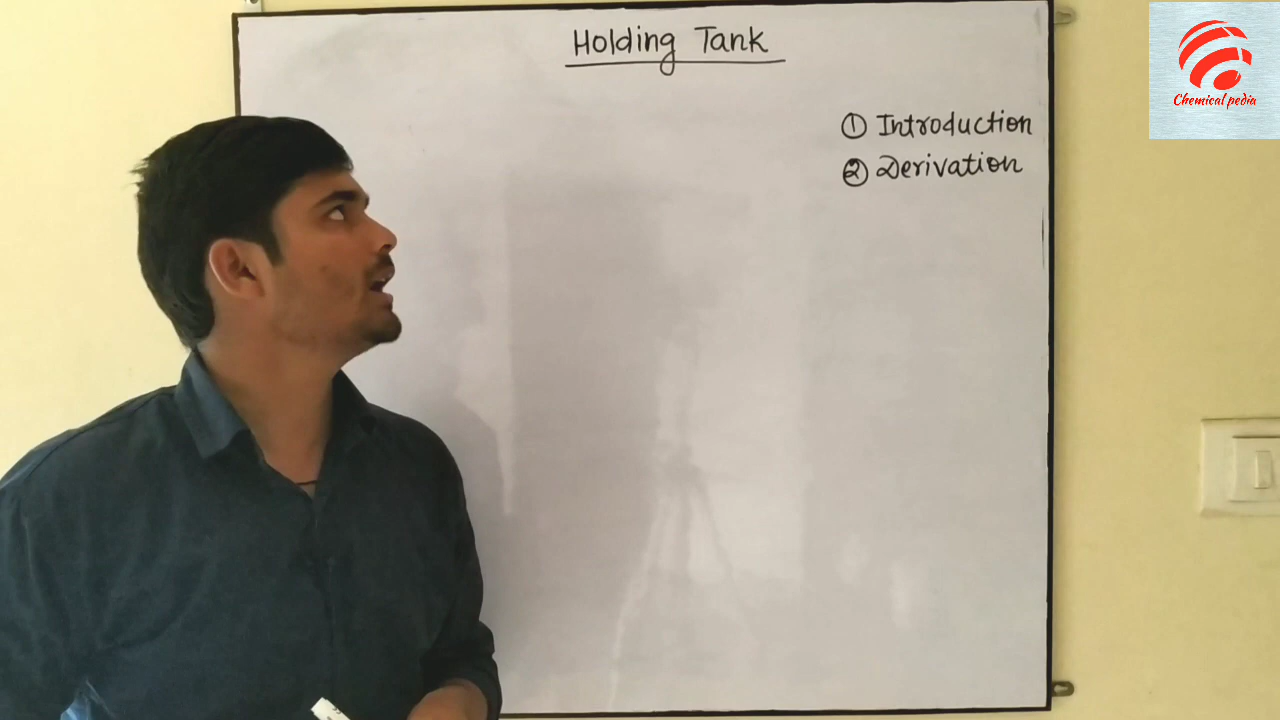 Holding Tank
① Introduction
② Derivation
Chemical pedia